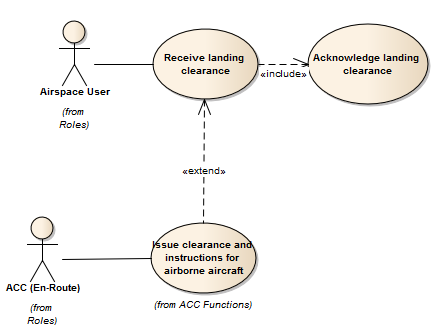 Receive landing
clearance
Acknowledge landing
clearance
«include»
Airspace User
(from
Roles)
«extend»
Issue clearance and
instructions for
airborne aircraft
ACC (En-Route)
(from
Roles)
(from ACC Functions)